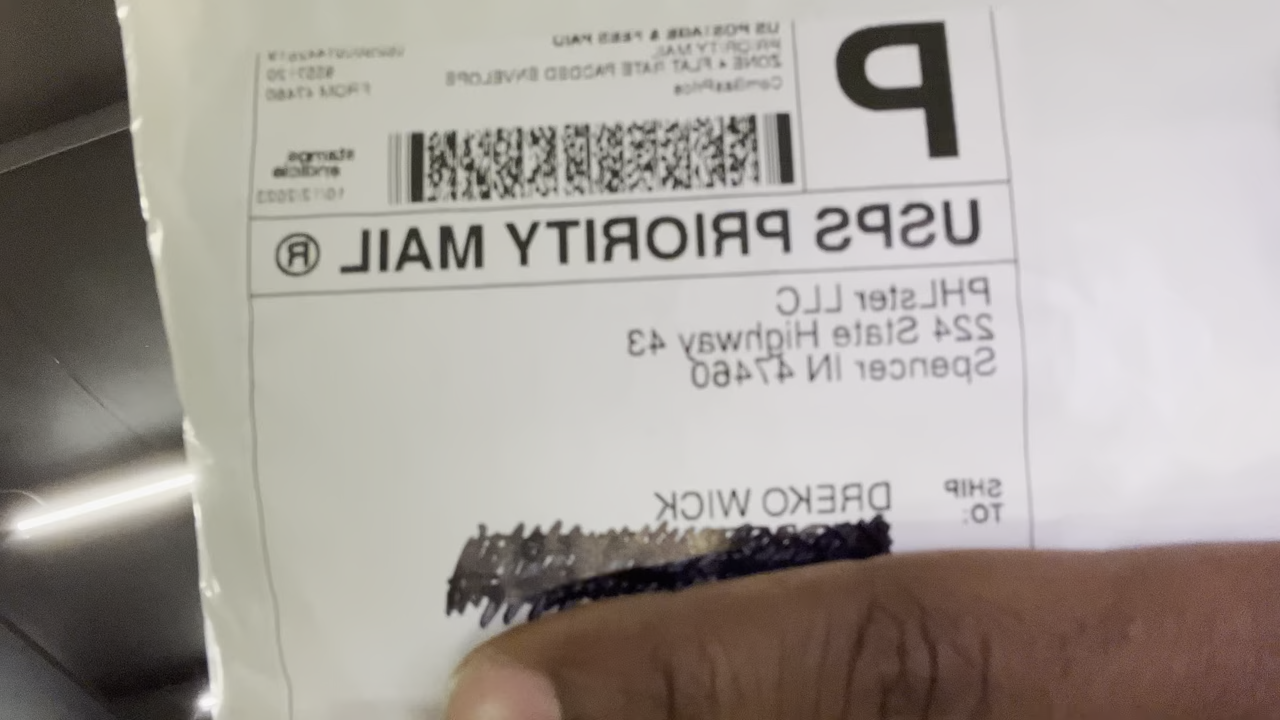 P
US POSTAGE & FEES PAID
PRIORITY MAIL
ZONE 4 FLAT RATE PADDED ENVELOPE
ComBasPrice
FROM 47460
stamps
endicia
USPS PRIORITY MAIL ®
PHLster LLC
224 State Highway 43
Spencer IN 47460
SHIP
TO:
DREKO WICK